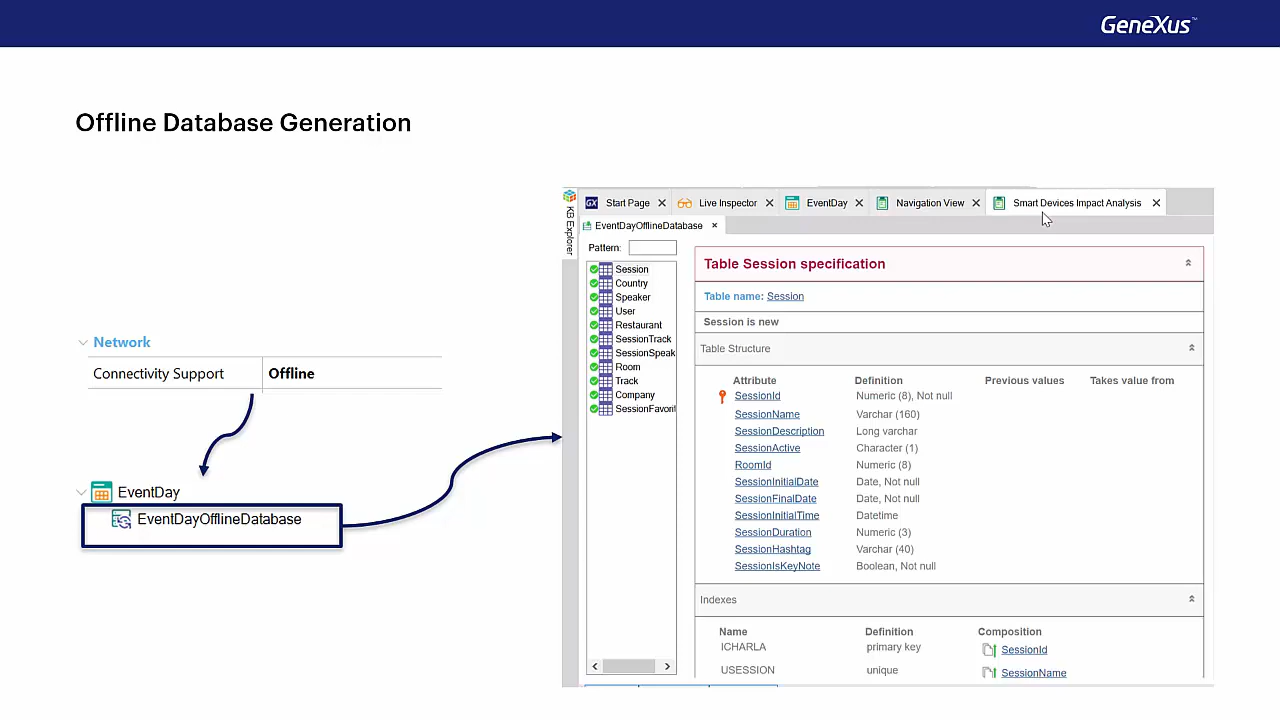 GeneXus™
Offline Database Generation
Network
Connectivity Support Offline
EventDay
EventDayOfflineDatabase
KB Explorer
Start Page Live Inspector EventDay Navigation View Smart Devices Impact Analysis
EventDayOfflineDatabase
Pattern:
Session
Country
Speaker
User
Restaurant
SessionTrack
SessionSpeak
Room
Track
Company
SessionFavorit
Table Session specification
Table name: Session
Session is new
Table Structure
Attribute Definition Previous values Takes value from
SessionId Numeric (8), Not null
SessionName Varchar (160)
SessionDescription Long varchar
SessionActive Character (1)
RoomId Numeric (8)
SessionInitialDate Date, Not null
SessionFinalDate Date, Not null
SessionInitialTime Datetime
SessionDuration Numeric (3)
SessionHashtag Varchar (40)
SessionIsKeyNote Boolean, Not null
Indexes
Name Definition Composition
ICHARLA primary key SessionId
USESSION unique SessionName